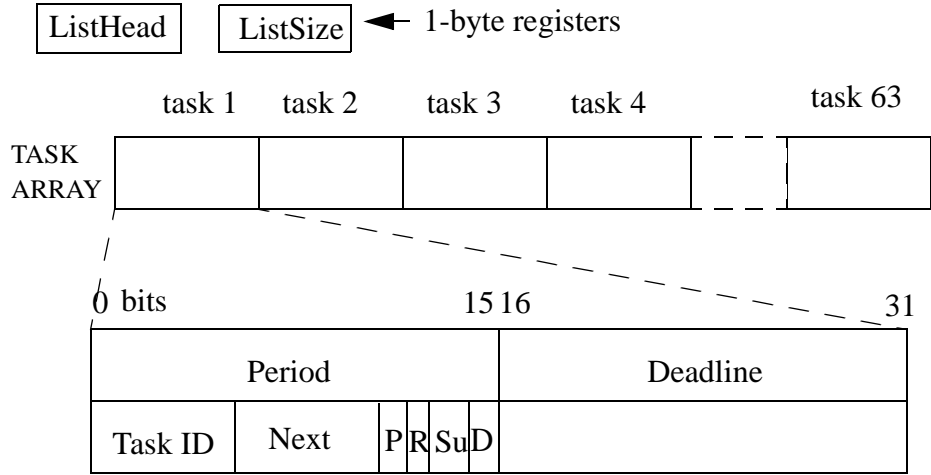 ListHead ListSize 1-byte registers
task 1 task 2 task 3 task 4 task 63
TASK
ARRAY
0 bits 15 16 31
Period Deadline
Task ID Next P R Su D